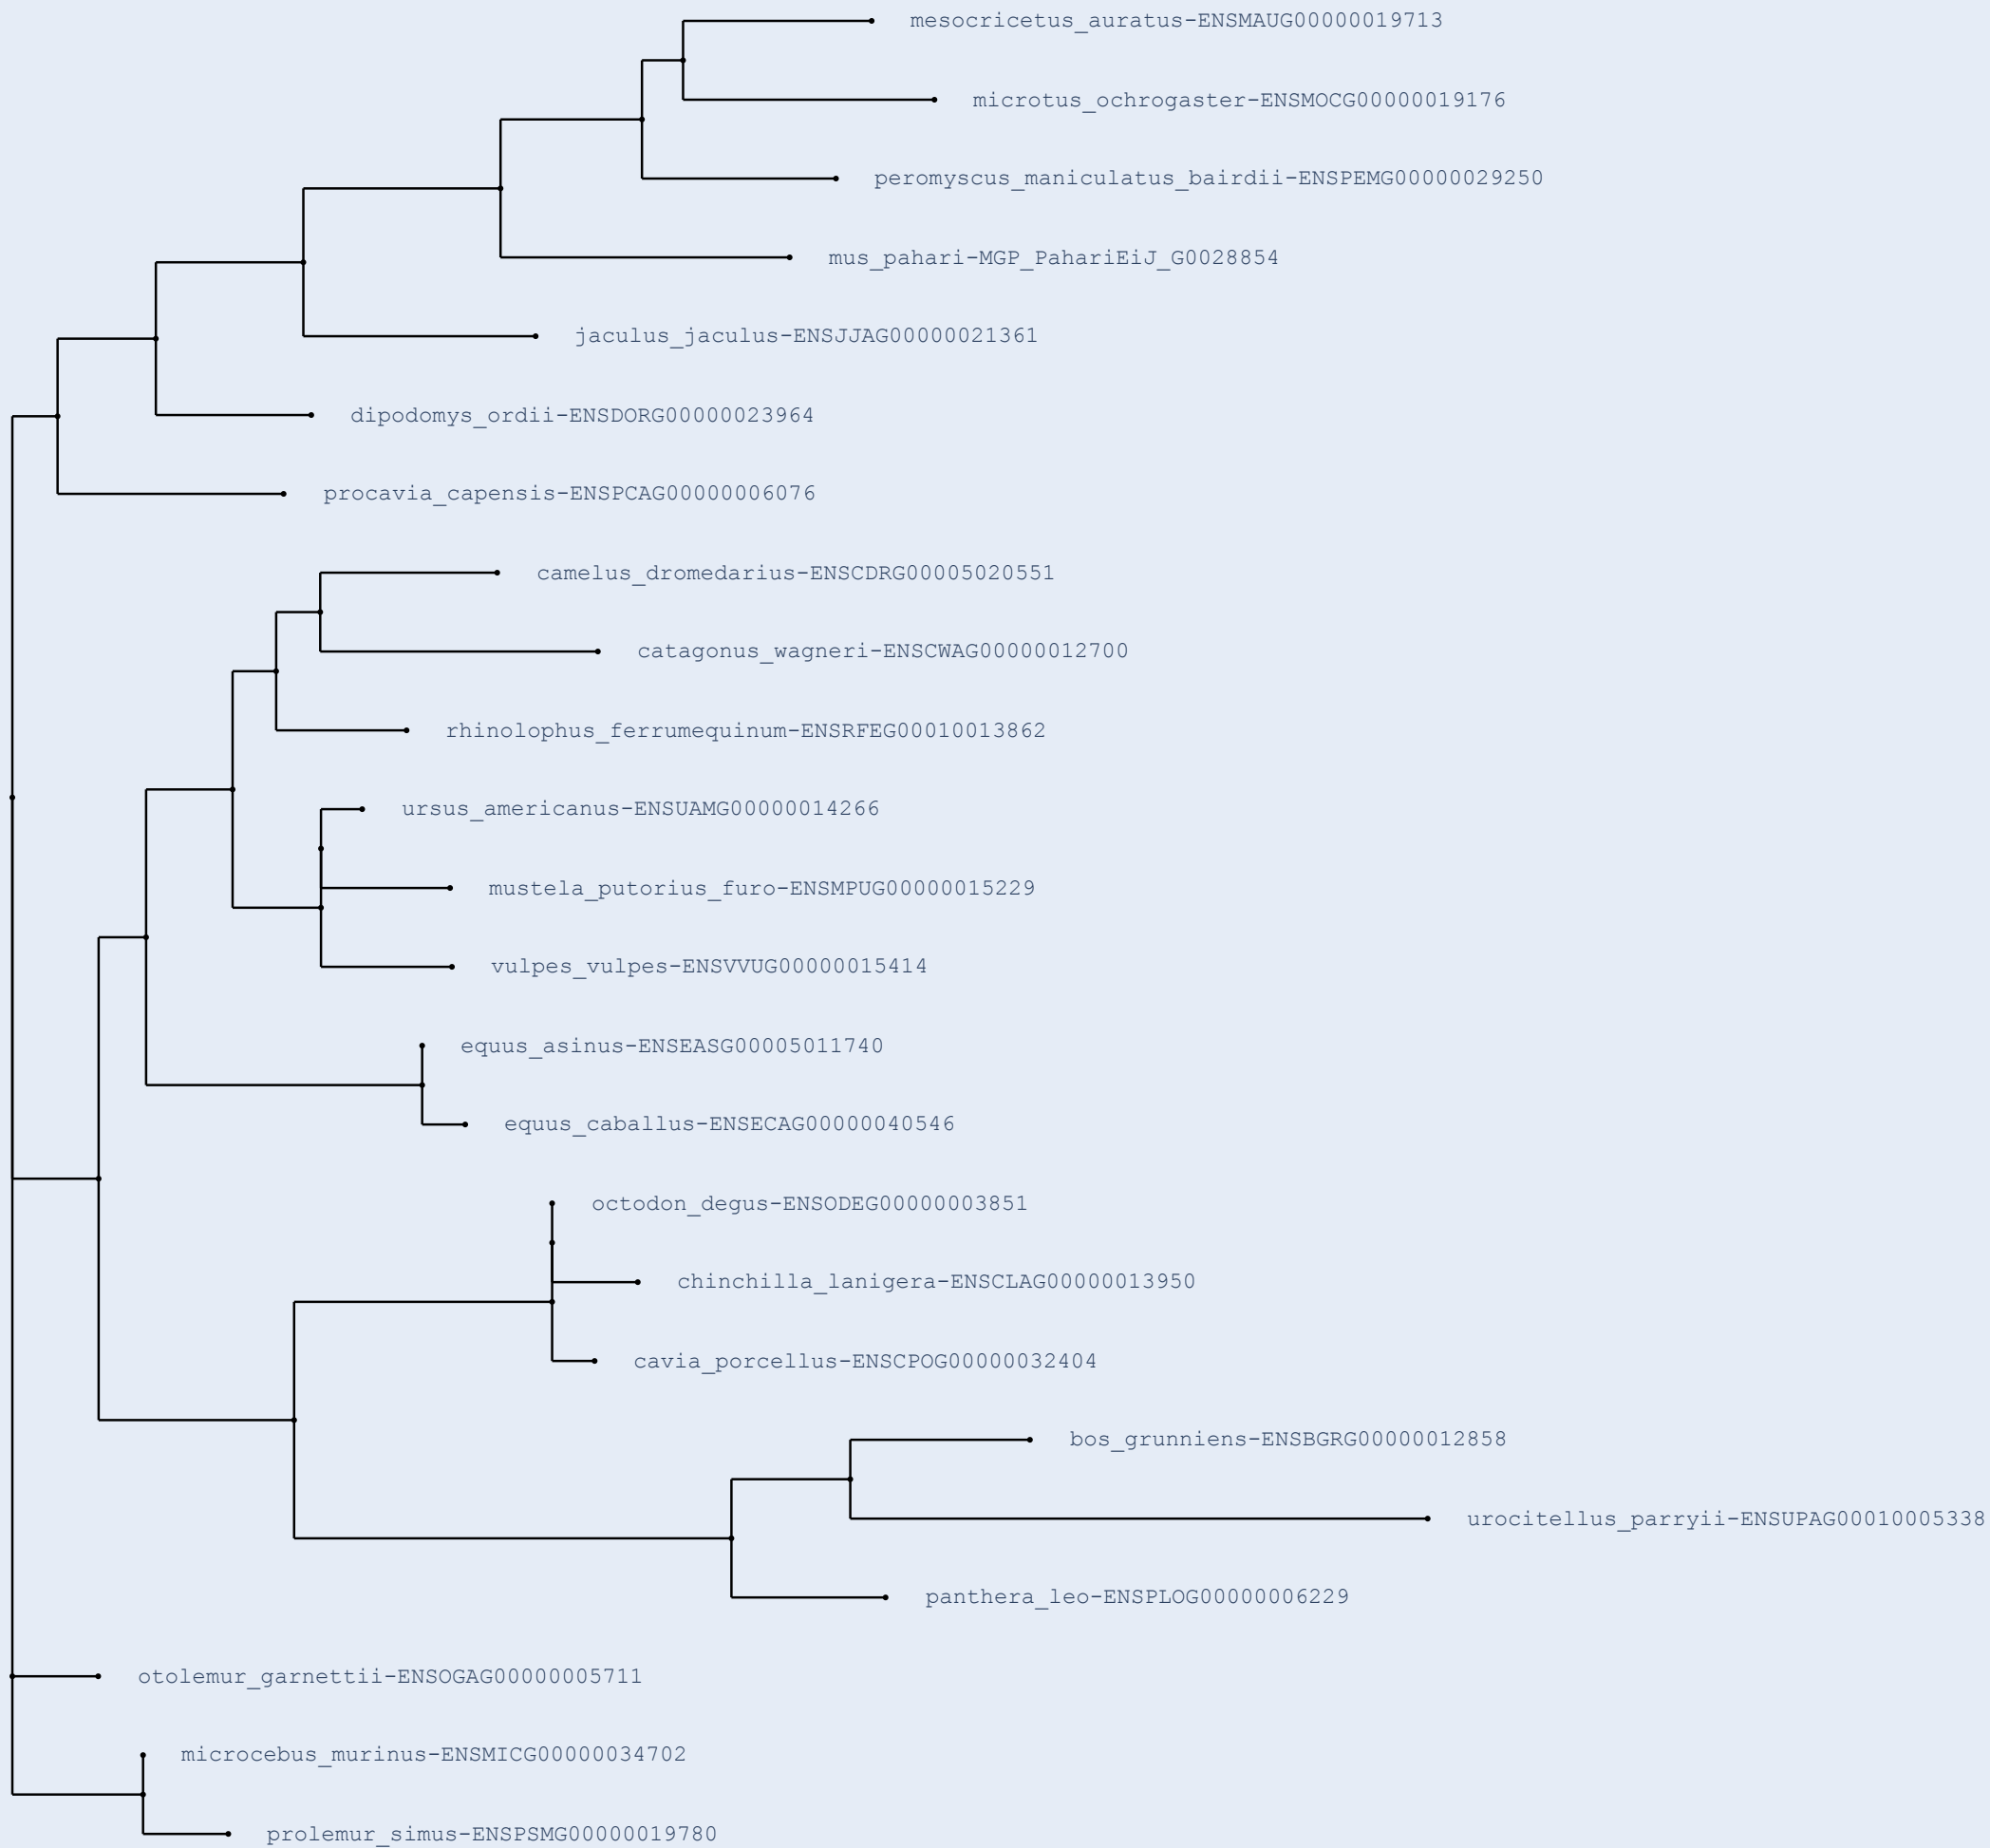 mesocricetus_auratus-ENSMAUG00000019713
microtus_ochrogaster-ENSMOCG00000019176
peromyscus_maniculatus_bairdii-ENSPEMG00000029250
mus_pahari-MGP_PahariEiJ_G0028854
jaculus_jaculus-ENSJJAG00000021361
dipodomys_ordii-ENSDORG00000023964
procavia_capensis-ENSPCAG00000006076
camelus_dromedarius-ENSCDRG00005020551
catagonus_wagneri-ENSCWAG00000012700
rhinolophus_ferrumequinum-ENSRFEG00010013862
ursus_americanus-ENSUAMG00000014266
mustela_putorius_furo-ENSMPUG00000015229
vulpes_vulpes-ENSVVUG00000015414
equus_asinus-ENSEASG00005011740
equus_caballus-ENSECAG00000040546
octodon_degus-ENSODEG00000003851
chinchilla_lanigera-ENSCLAG00000013950
cavia_porcellus-ENSCPOG00000032404
bos_grunniens-ENSBGRG00000012858
urocitellus_parryii-ENSUPAG00010005338
panthera_leo-ENSPLOG00000006229
otolemur_garnettii-ENSOGAG00000005711
microcebus_murinus-ENSMICG00000034702
prolemur_simus-ENSPSMG00000019780